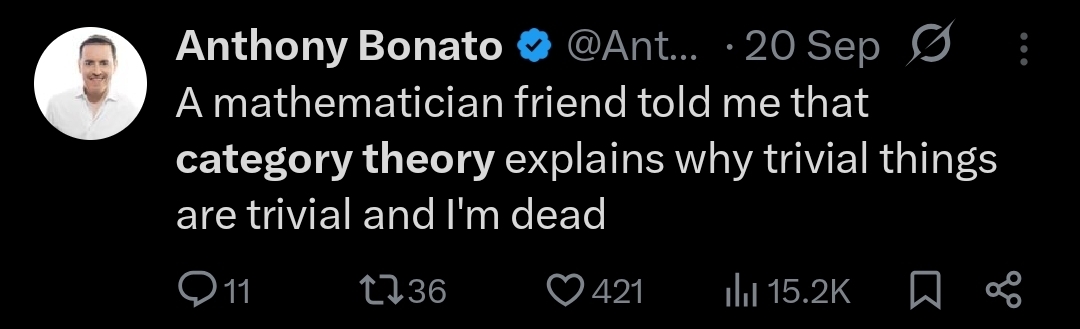 Anthony Bonato @Ant... · 20 Sep
A mathematician friend told me that
category theory explains why trivial things
are trivial and I'm dead
11 36 421 15.2K